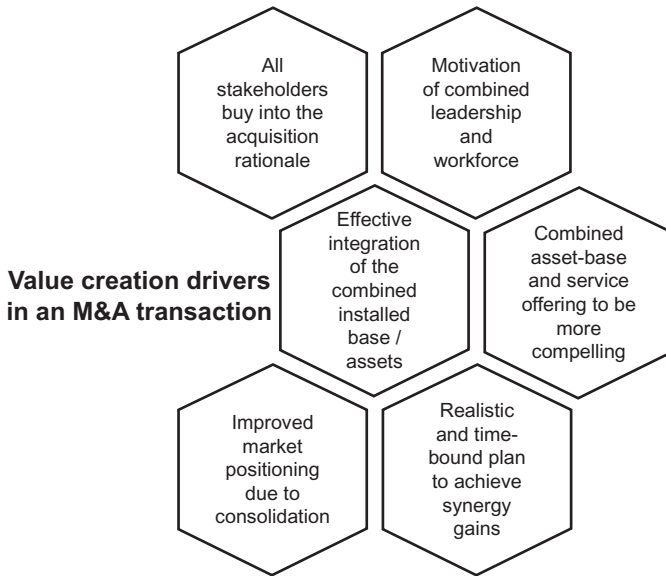 All
stakeholders
buy into the
acquisition
rationale
Motivation
of combined
leadership
and
workforce
Value creation drivers
in an M&A transaction
Effective
integration
of the
combined
installed
base /
assets
Combined
asset-base
and service
offering to be
more
compelling
Improved
market
positioning
due to
consolidation
Realistic
and time-
bound plan
to achieve
synergy
gains